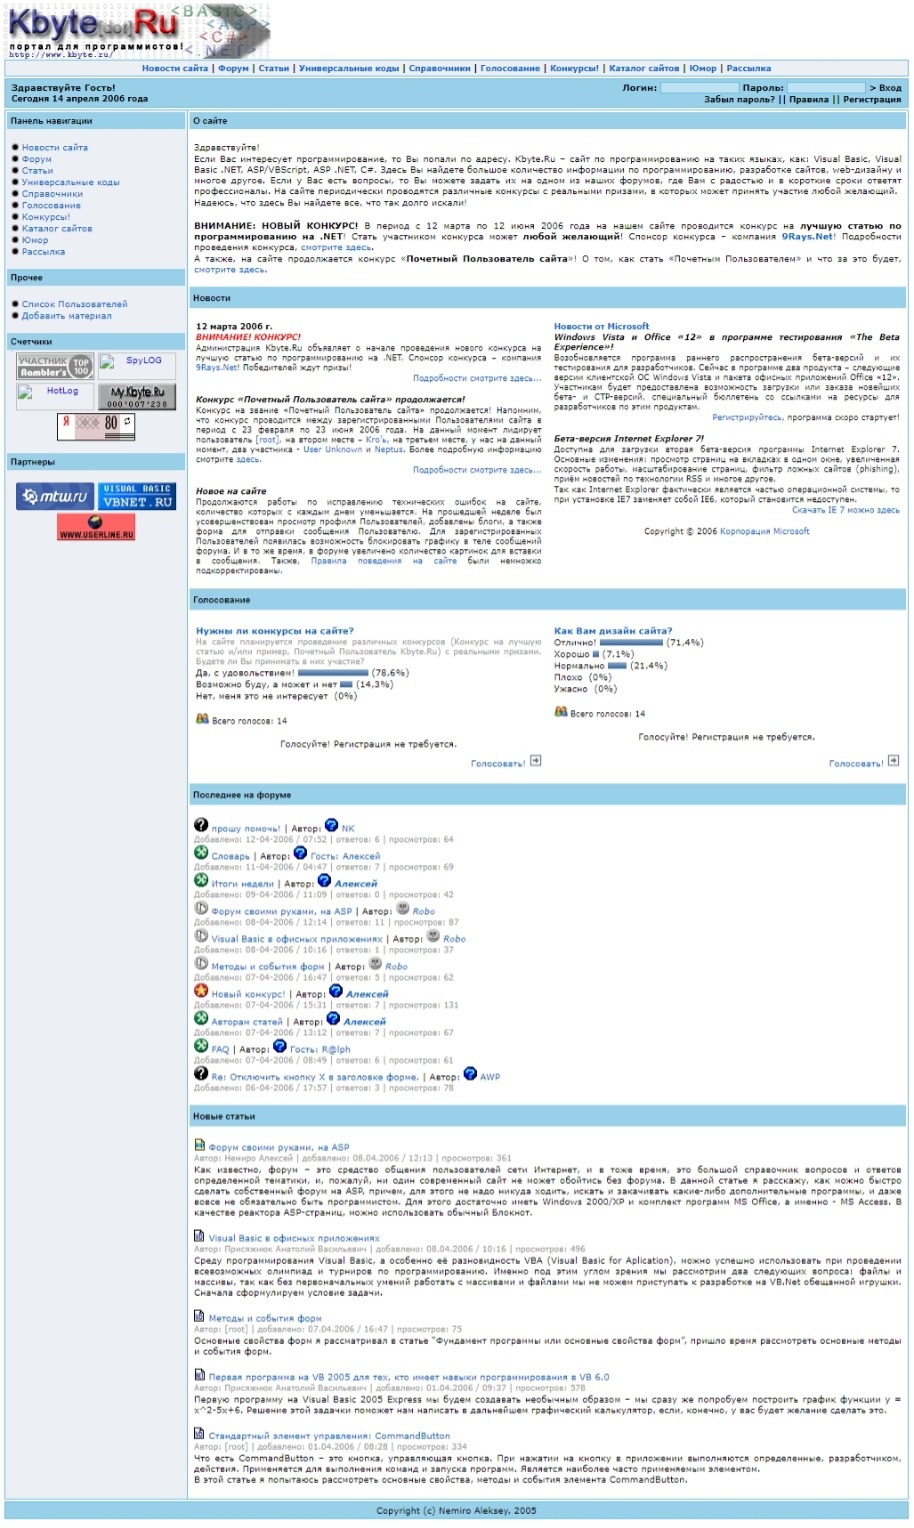 Kbyte[dot]Ru
<BASIC>
<ASP>
<C#>
<.NET>
портал для программистов!
http://www.kbyte.ru/
Новости сайта | Форум | Статьи | Универсальные коды | Справочники | Голосование | Конкурсы! | Каталог сайтов | Юмор | Рассылка
Здравствуйте Гость!
Сегодня 14 апреля 2006 года
Логин: Пароль: > Вход
Забыл пароль? || Правила || Регистрация
Панель навигации
Новости сайта
Форум
Статьи
Универсальные коды
Справочники
Голосование
Конкурсы!
Каталог сайтов
Юмор
Рассылка
Прочее
Список Пользователей
Добавить материал
Счетчики
УЧАСТНИК Rambler's TOP 100
SpyLOG
HotLog
My.Kbyte.Ru
000*007*238
Я 80
Партнеры
mtw.ru
VISUAL BASIC
VBNET.RU
WWW.USERLINE.RU
О сайте
Здравствуйте!
Если Вас интересует программирование, то Вы попали по адресу. Kbyte.Ru – сайт по программированию на таких языках, как: Visual Basic, Visual
Basic .NET, ASP/VBScript, ASP .NET, C#. Здесь Вы найдете большое количество информации по программированию, разработке сайтов, web-дизайну и
многое другое. Если у Вас есть вопросы, то Вы можете задать их на одном из наших форумов, где Вам с радостью и в короткие сроки ответят
профессионалы. На сайте периодически проводятся различные конкурсы с реальными призами, в которых может принять участие любой желающий.
Надеюсь, что здесь Вы найдете все, что так долго искали!
ВНИМАНИЕ: НОВЫЙ КОНКУРС! В период с 12 марта по 12 июня 2006 года на нашем сайте проводится конкурс на лучшую статью по
программированию на .NET! Стать участником конкурса может любой желающий! Спонсор конкурса – компания 9Rays.Net! Подробности
проведения конкурса, смотрите здесь.
А также, на сайте продолжается конкурс «Почетный Пользователь сайта»! О том, как стать «Почетным Пользователем» и что за это будет,
смотрите здесь.
Новости
12 марта 2006 г.
ВНИМАНИЕ! КОНКУРС!
Администрация Kbyte.Ru объявляет о начале проведения нового конкурса на
лучшую статью по программированию на .NET. Спонсор конкурса – компания
9Rays.Net! Победителей ждут призы!
Подробности смотрите здесь...
Конкурс «Почетный Пользователь сайта» продолжается!
Конкурс на звание «Почетный Пользователь сайта» продолжается! Напомним,
что конкурс проводится между зарегистрированными Пользователями сайта в
период с 23 февраля по 23 июня 2006 года. На данный момент лидирует
пользователь [root], на втором месте – Kro's, на третьем месте, у нас на данный
момент, два участника - User Unknown и Neptus. Более подробную информацию
смотрите здесь.
Подробности смотрите здесь...
Новое на сайте
Продолжаются работы по исправлению технических ошибок на сайте,
количество которых с каждым днем уменьшается. На прошедшей неделе был
усовершенствован просмотр профиля Пользователей, добавлены блоги, а также
форма для отправки сообщения Пользователю. Для зарегистрированных
Пользователей появилась возможность блокировать графику в теле сообщений
форума. И в то же время, в форуме увеличено количество картинок для вставки
в сообщения. Также, Правила поведения на сайте были немножко
подкорректированы.
Новости от Microsoft
Windows Vista и Office «12» в программе тестирования «The Beta
Experience»!
Возобновляется программа раннего распространения бета-версий и их
тестирования для разработчиков. Сейчас в программе два продукта – следующие
версии клиентской ОС Windows Vista и пакета офисных приложений Office «12».
Участникам будет предоставлена возможность загрузки или заказа новейших
бета- и CTP-версий, специальный бюллетень со ссылками на ресурсы для
разработчиков по этим продуктам.
Регистрируйтесь, программа скоро стартует!
Бета-версия Internet Explorer 7!
Доступна для загрузки вторая бета-версия программы Internet Explorer 7.
Основные изменения: просмотр страниц на вкладках в одном окне, увеличенная
скорость работы, масштабирование страниц, фильтр ложных сайтов (phishing),
приём новостей по технологии RSS и многое другое.
Так как Internet Explorer фактически является частью операционной системы, то
при установке IE7 заменяет собой IE6, который становится недоступен.
Скачать IE 7 можно здесь
Copyright © 2006 Корпорация Microsoft
Голосование
Нужны ли конкурсы на сайте?
На сайте планируется проведение различных конкурсов (Конкурс на лучшую
статью и/или пример, Почетный Пользователь Kbyte.Ru) с реальными призами.
Будете ли Вы принимать в них участие?
Да, с удовольствием! (78,6%)
Возможно буду, а может и нет (14,3%)
Нет, меня это не интересует (0%)
Всего голосов: 14
Голосуйте! Регистрация не требуется.
Голосовать!
Как Вам дизайн сайта?
Отлично! (71,4%)
Хорошо (7,1%)
Нормально (21,4%)
Плохо (0%)
Ужасно (0%)
Всего голосов: 14
Голосуйте! Регистрация не требуется.
Голосовать!
Последнее на форуме
прошу помочь! | Автор: NK
Добавлено: 12-04-2006 / 07:52 | ответов: 6 | просмотров: 64
Словарь | Автор: Гость: Алексей
Добавлено: 11-04-2006 / 04:47 | ответов: 7 | просмотров: 69
Итоги недели | Автор: Алексей
Добавлено: 09-04-2006 / 11:09 | ответов: 0 | просмотров: 42
Форум своими руками, на ASP | Автор: Robo
Добавлено: 08-04-2006 / 12:14 | ответов: 11 | просмотров: 87
Visual Basic в офисных приложениях | Автор: Robo
Добавлено: 08-04-2006 / 10:16 | ответов: 1 | просмотров: 37
Методы и события форм | Автор: Robo
Добавлено: 07-04-2006 / 16:47 | ответов: 5 | просмотров: 62
Новый конкурс! | Автор: Алексей
Добавлено: 07-04-2006 / 15:31 | ответов: 7 | просмотров: 131
Авторам статей | Автор: Алексей
Добавлено: 07-04-2006 / 13:12 | ответов: 7 | просмотров: 67
FAQ | Автор: Гость: R@lph
Добавлено: 07-04-2006 / 08:49 | ответов: 6 | просмотров: 61
Re: Отключить кнопку X в заголовке форме. | Автор: AWP
Добавлено: 06-04-2006 / 17:57 | ответов: 3 | просмотров: 78
Новые статьи
Форум своими руками, на ASP
Автор: Немиро Алексей | добавлено: 08.04.2006 / 12:13 | просмотров: 361
Как известно, форум – это средство общения пользователей сети Интернет, и в тоже время, это большой справочник вопросов и ответов
определенной тематики, и, пожалуй, ни один современный сайт не может обойтись без форума. В данной статье я расскажу, как можно быстро
сделать собственный форум на ASP, причем, для этого не надо никуда ходить, искать и закачивать какие-либо дополнительные программы, и даже
вовсе не обязательно быть программистом. Для этого достаточно иметь Windows 2000/XP и комплект программ MS Office, а именно - MS Access. В
качестве реактора ASP-страниц, можно использовать обычный Блокнот.
Visual Basic в офисных приложениях
Автор: Присяжнюк Анатолий Васильевич | добавлено: 08.04.2006 / 10:16 | просмотров: 496
Среду программирования Visual Basic, а особенно её разновидность VBA (Visual Basic for Aplication), можно успешно использовать при проведении
всевозможных олимпиад и турниров по программированию. Именно под этим углом зрения мы рассмотрим два следующих вопроса: файлы и
массивы, так как без первоначальных умений работать с массивами и файлами мы не можем приступать к разработке на VB.Net обещанной игрушки.
Сначала сформулируем условие задачи.
Методы и события форм
Автор: [root] | добавлено: 07.04.2006 / 16:47 | просмотров: 75
Основные свойства форм я рассматривал в статье "Фундамент программы или основные свойства форм", пришло время рассмотреть основные методы
и события форм.
Первая программа на VB 2005 для тех, кто имеет навыки программирования в VB 6.0
Автор: Присяжнюк Анатолий Васильевич | добавлено: 01.04.2006 / 09:37 | просмотров: 578
Первую программу на Visual Basic 2005 Express мы будем создавать необычным образом – мы сразу же попробуем построить график функции y =
x^2-5x+6. Решение этой задачки поможет нам написать в дальнейшем графический калькулятор, если, конечно, у вас будет желание сделать это.
Стандартный элемент управления: CommandButton
Автор: [root] | добавлено: 01.04.2006 / 08:28 | просмотров: 334
Что есть CommandButton – это кнопка, управляющая кнопка. При нажатии на кнопку в приложении выполняются определенные, разработчиком,
действия. Применяется для выполнения команд и запуска программ. Является наиболее часто применяемым элементом.
В этой статье я попытаюсь рассмотреть основные свойства, методы и события элемента CommandButton.
Copyright (c) Nemiro Aleksey, 2005